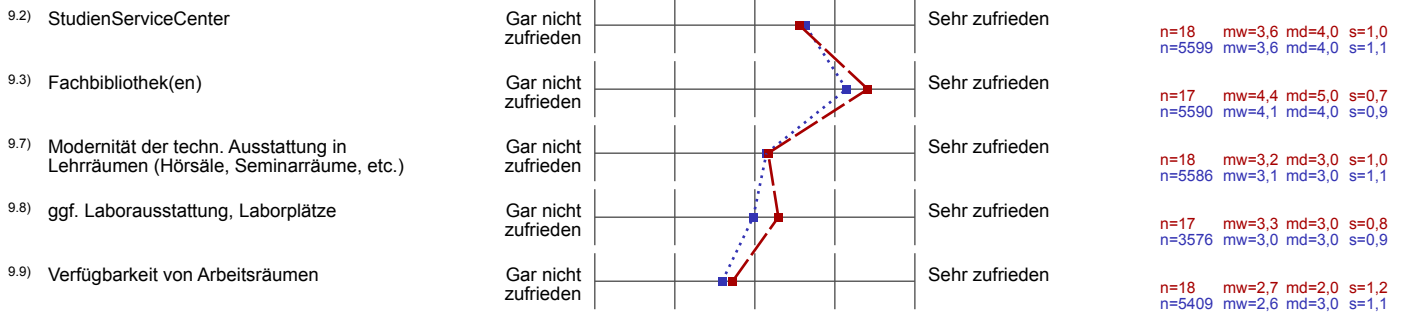 9.2) StudienServiceCenter Gar nicht Sehr zufrieden
zufrieden
n=18 mw=3,6 md=4,0 s=1,0
n=5599 mw=3,6 md=4,0 s=1,1
9.3) Fachbibliothek(en) Gar nicht Sehr zufrieden
zufrieden
n=17 mw=4,4 md=5,0 s=0,7
n=5590 mw=4,1 md=4,0 s=0,9
9.7) Modernität der techn. Ausstattung in Gar nicht Sehr zufrieden
Lehrräumen (Hörsäle, Seminarräume, etc.) zufrieden
n=18 mw=3,2 md=3,0 s=1,0
n=5586 mw=3,1 md=3,0 s=1,1
9.8) ggf. Laborausstattung, Laborplätze Gar nicht Sehr zufrieden
zufrieden
n=17 mw=3,3 md=3,0 s=0,8
n=3576 mw=3,0 md=3,0 s=0,9
9.9) Verfügbarkeit von Arbeitsräumen Gar nicht Sehr zufrieden
zufrieden
n=18 mw=2,7 md=2,0 s=1,2
n=5409 mw=2,6 md=3,0 s=1,1